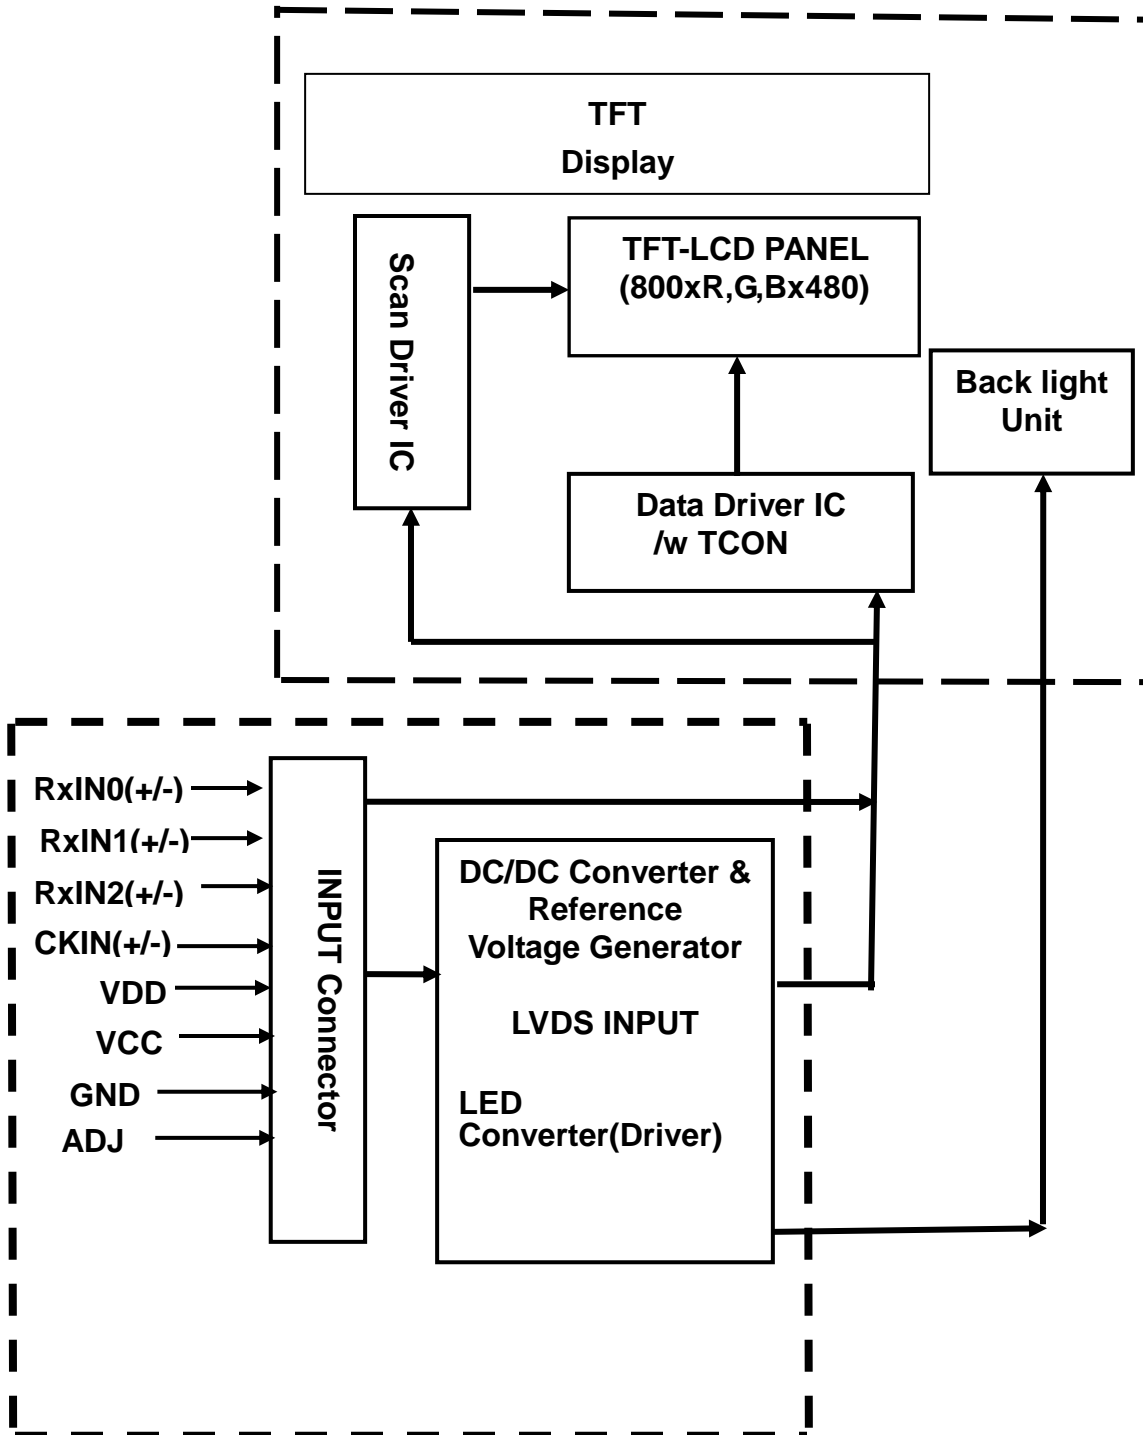 TFT
Display
Scan Driver IC
TFT-LCD PANEL
(800xR,G,Bx480)
Back light
Unit
Data Driver IC
/w TCON
RxIN0(+/-)
RxIN1(+/-)
RxIN2(+/-)
CKIN(+/-)
VDD
VCC
GND
ADJ
INPUT Connector
DC/DC Converter &
Reference
Voltage Generator
LVDS INPUT
LED
Converter(Driver)